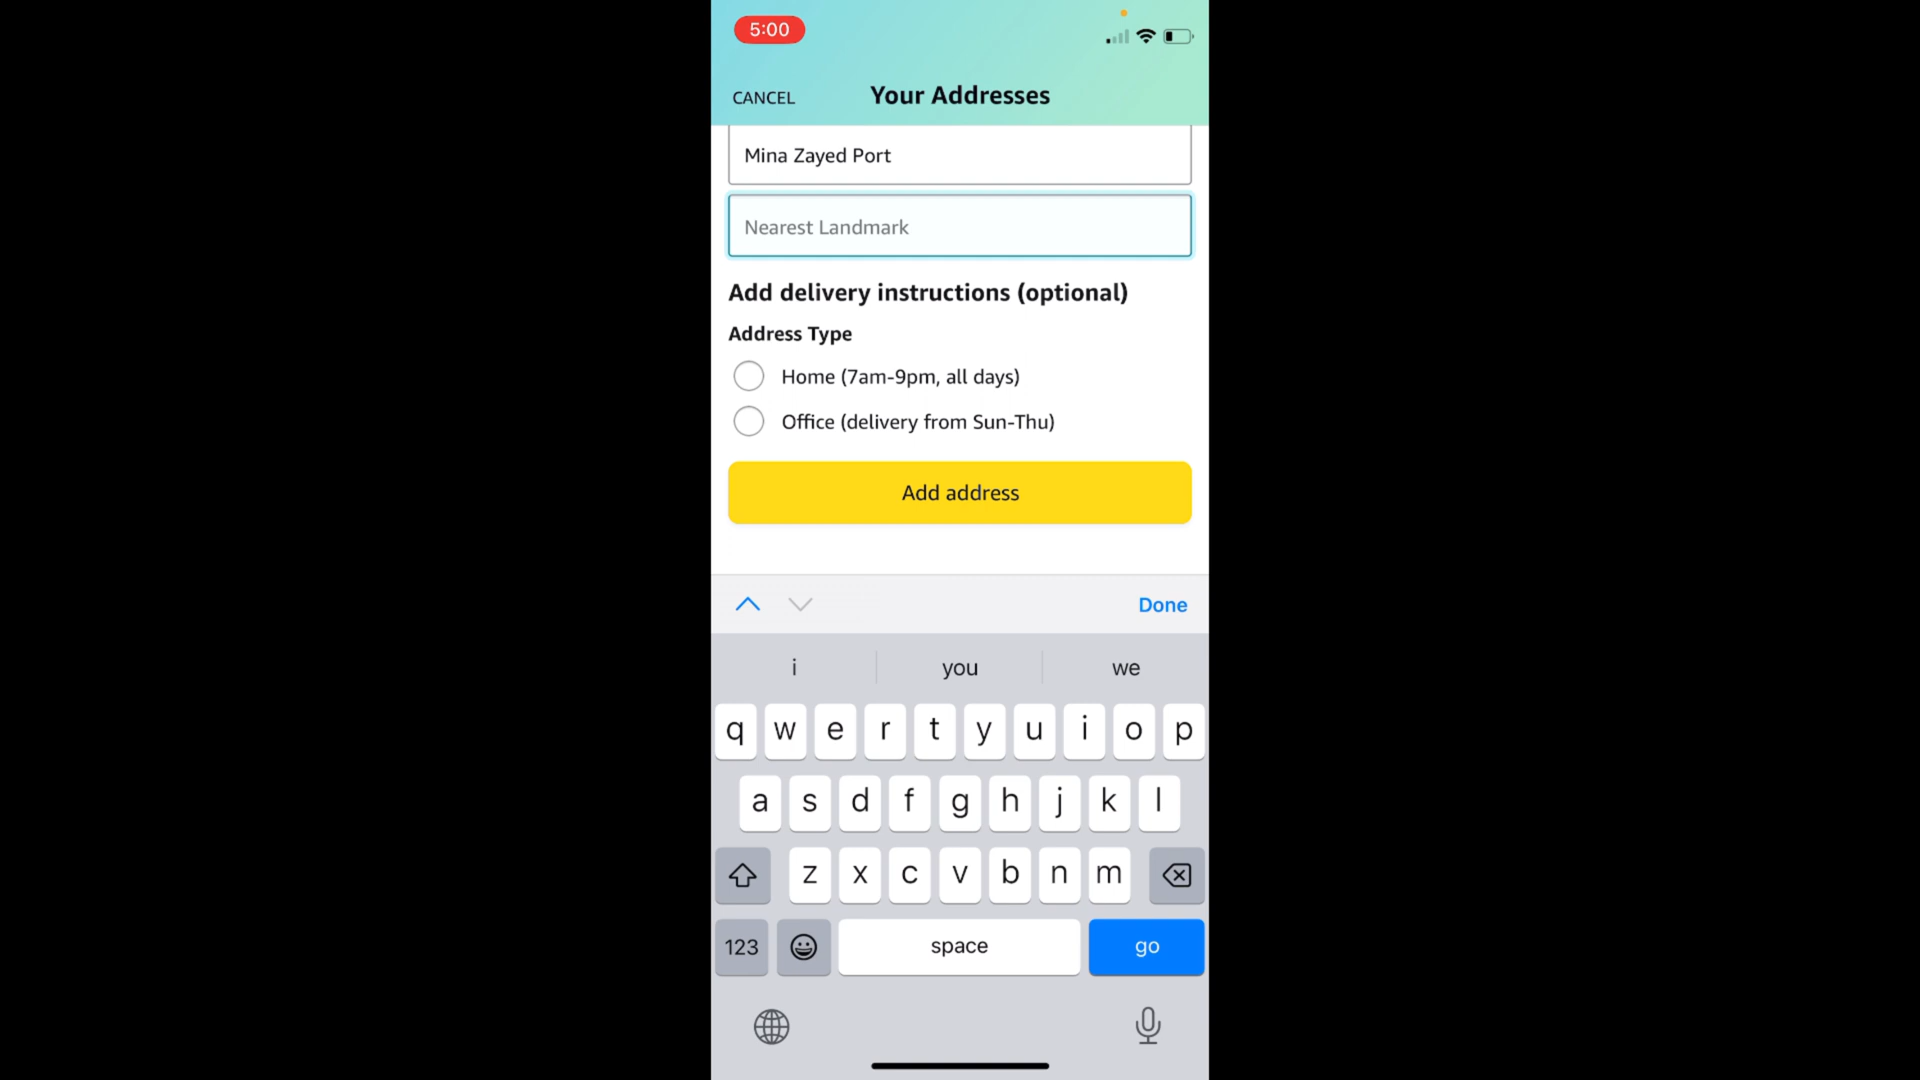 5:00
CANCEL
Your Addresses
Mina Zayed Port
Nearest Landmark
Add delivery instructions (optional)
Address Type
Home (7am-9pm, all days)
Office (delivery from Sun-Thu)
Add address
Done
i you we
q w e r t y u i o p
a s d f g h j k l
z x c v b n m
123 space go